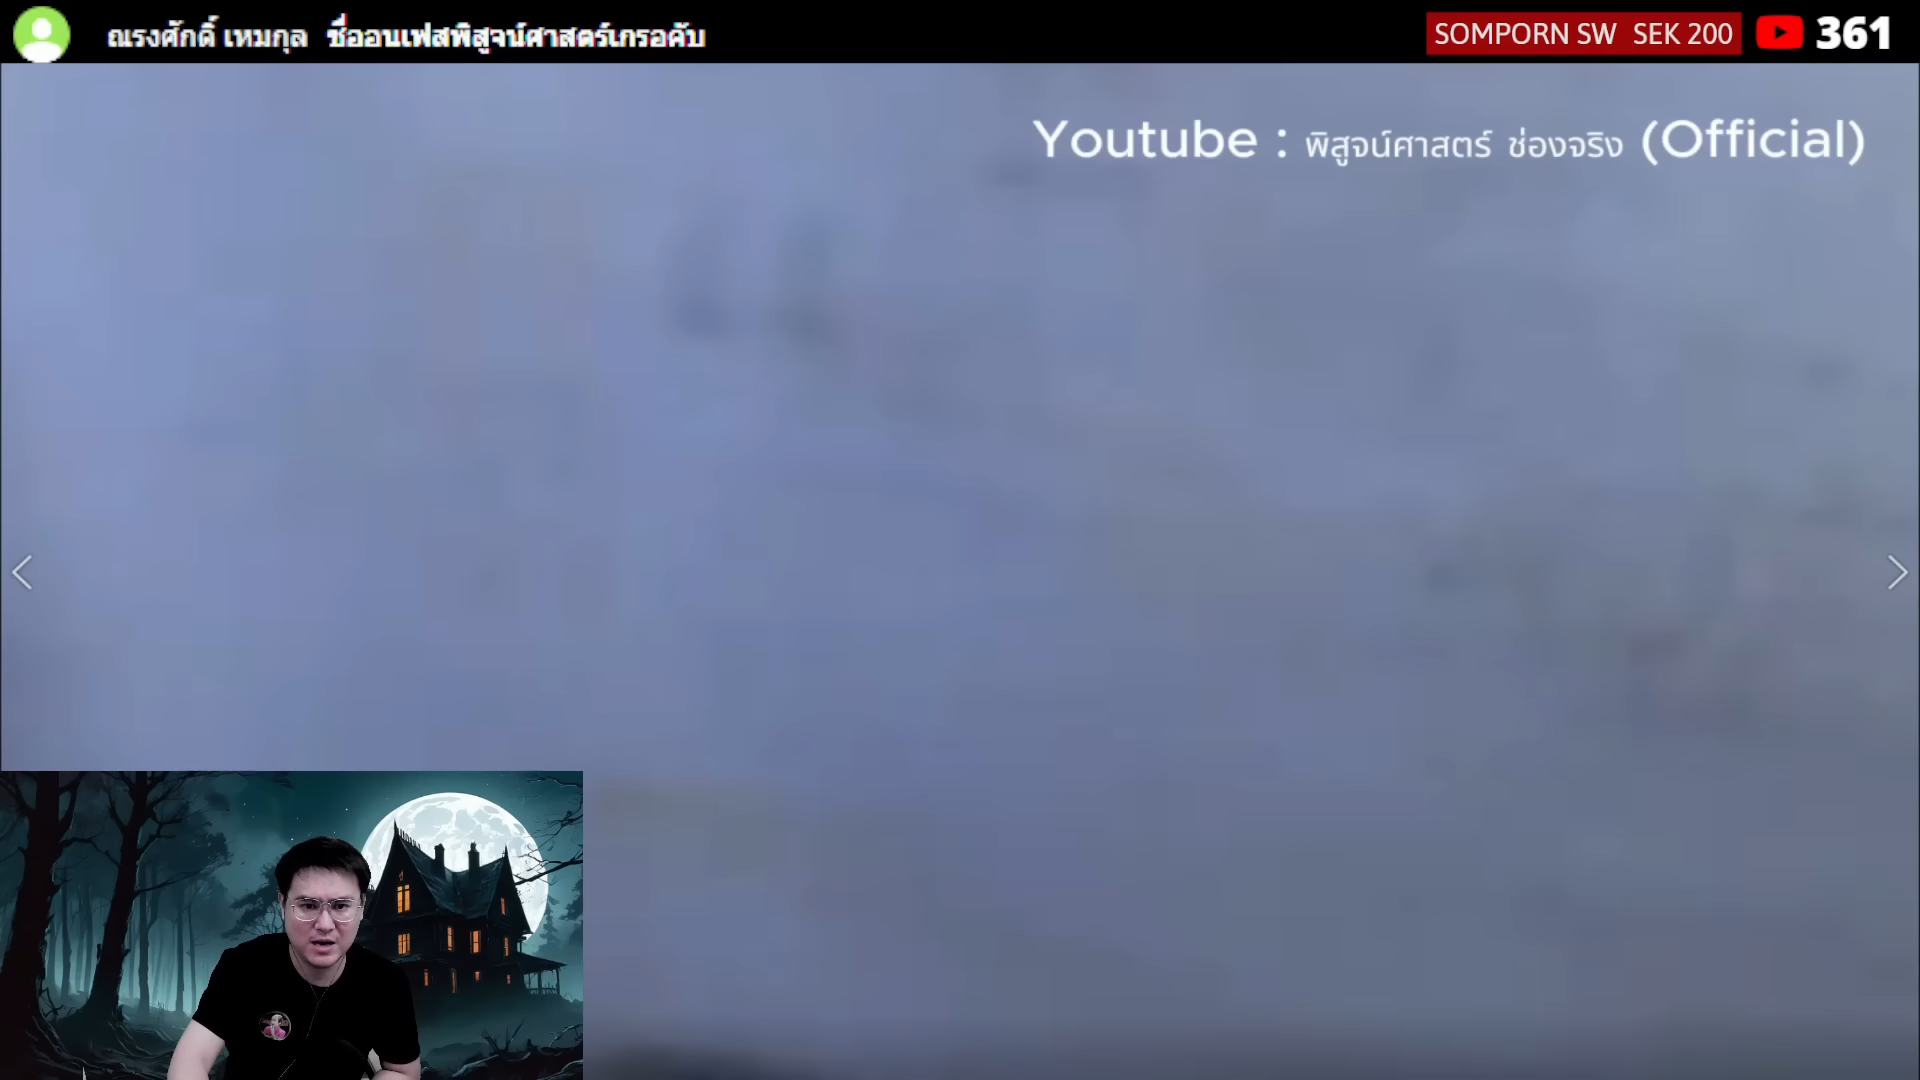 ณรงศักดิ์ เหมกุล ชื่ออนเฟสพิสูจน์ศาสตร์เกรอคับ
SOMPORN SW SEK 200
361
Youtube : พิสูจน์ศาสตร์ ช่องจริง (Official)